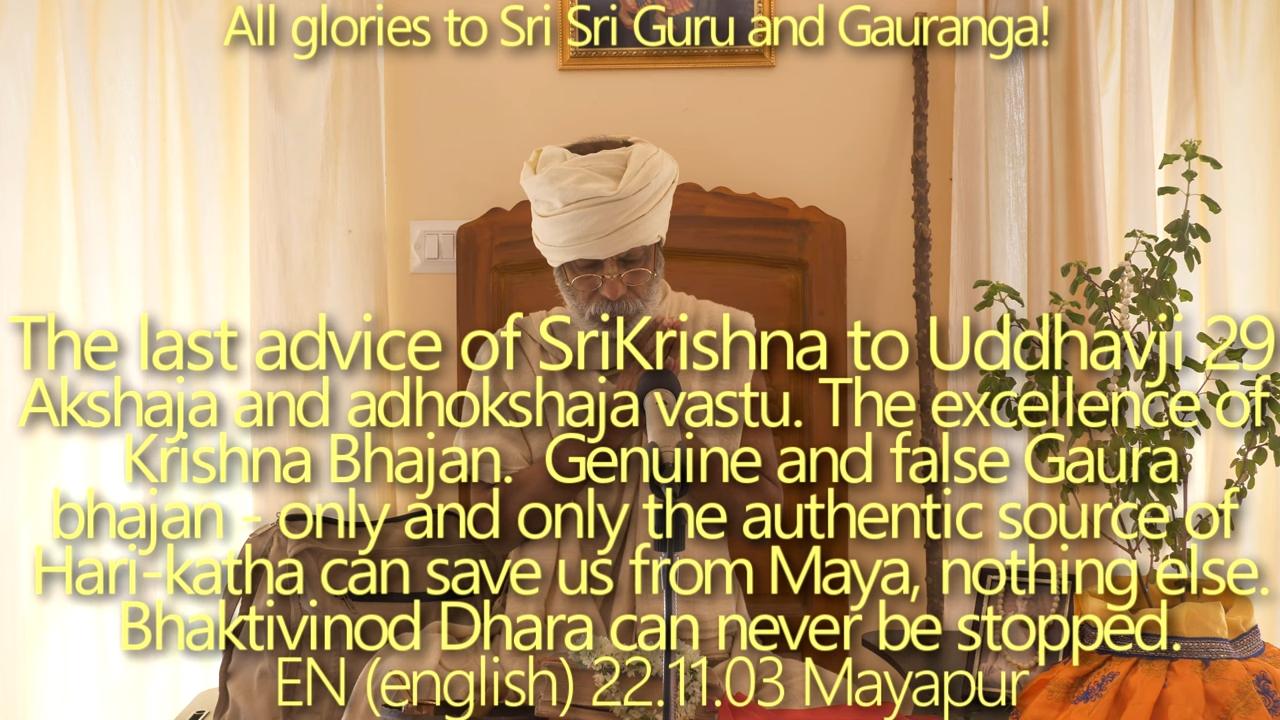 All glories to Sri Sri Guru and Gauranga!
The last advice of SriKrishna to Uddhavji 29
Akshaja and adhokshaja vastu. The excellence of
Krishna Bhajan. Genuine and false Gaura
bhajan - only and only the authentic source of
Hari-katha can save us from Maya, nothing else.
Bhaktivinod Dhara can never be stopped.
EN (english) 22.11.03 Mayapur